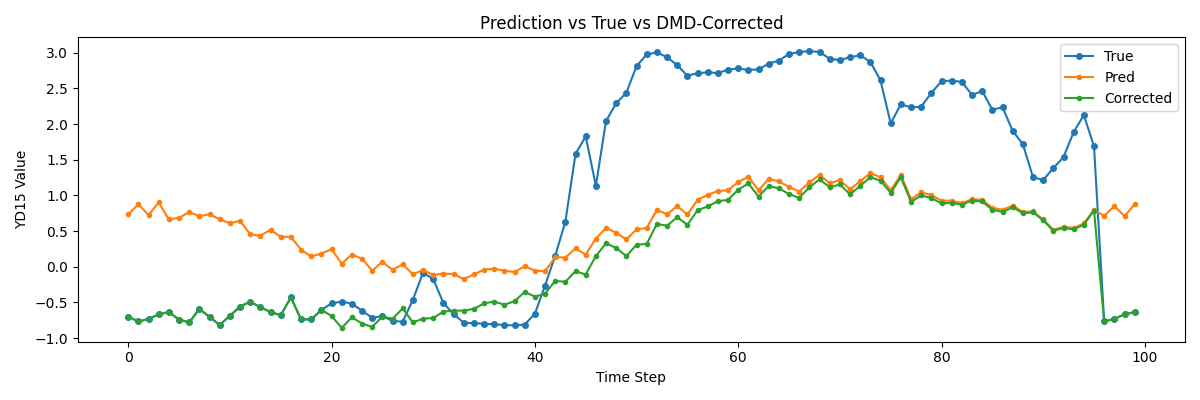 Prediction vs True vs DMD-Corrected
True
Pred
Corrected
YD15 Value
3.0
2.5
2.0
1.5
1.0
0.5
0.0
−0.5
−1.0
0 20 40 60 80 100
Time Step